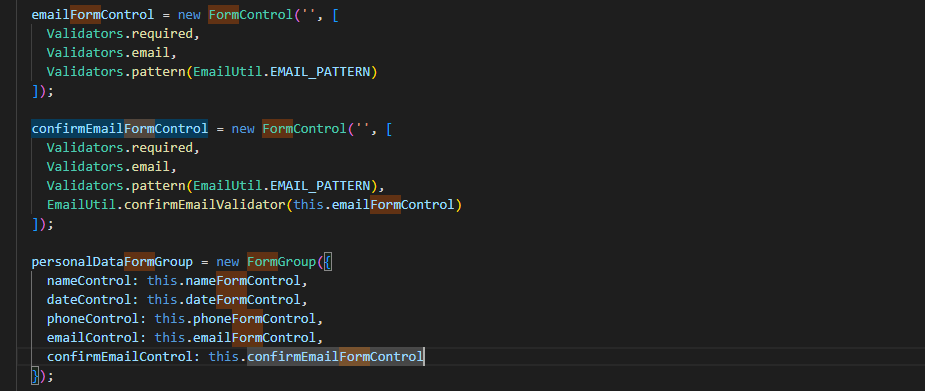 emailFormControl = new FormControl('', [
Validators.required,
Validators.email,
Validators.pattern(EmailUtil.EMAIL_PATTERN)
]);
confirmEmailFormControl = new FormControl('', [
Validators.required,
Validators.email,
Validators.pattern(EmailUtil.EMAIL_PATTERN),
EmailUtil.confirmEmailValidator(this.emailFormControl)
]);
personalDataFormGroup = new FormGroup({
nameControl: this.nameFormControl,
dateControl: this.dateFormControl,
phoneControl: this.phoneFormControl,
emailControl: this.emailFormControl,
confirmEmailControl: this.confirmEmailFormControl
});